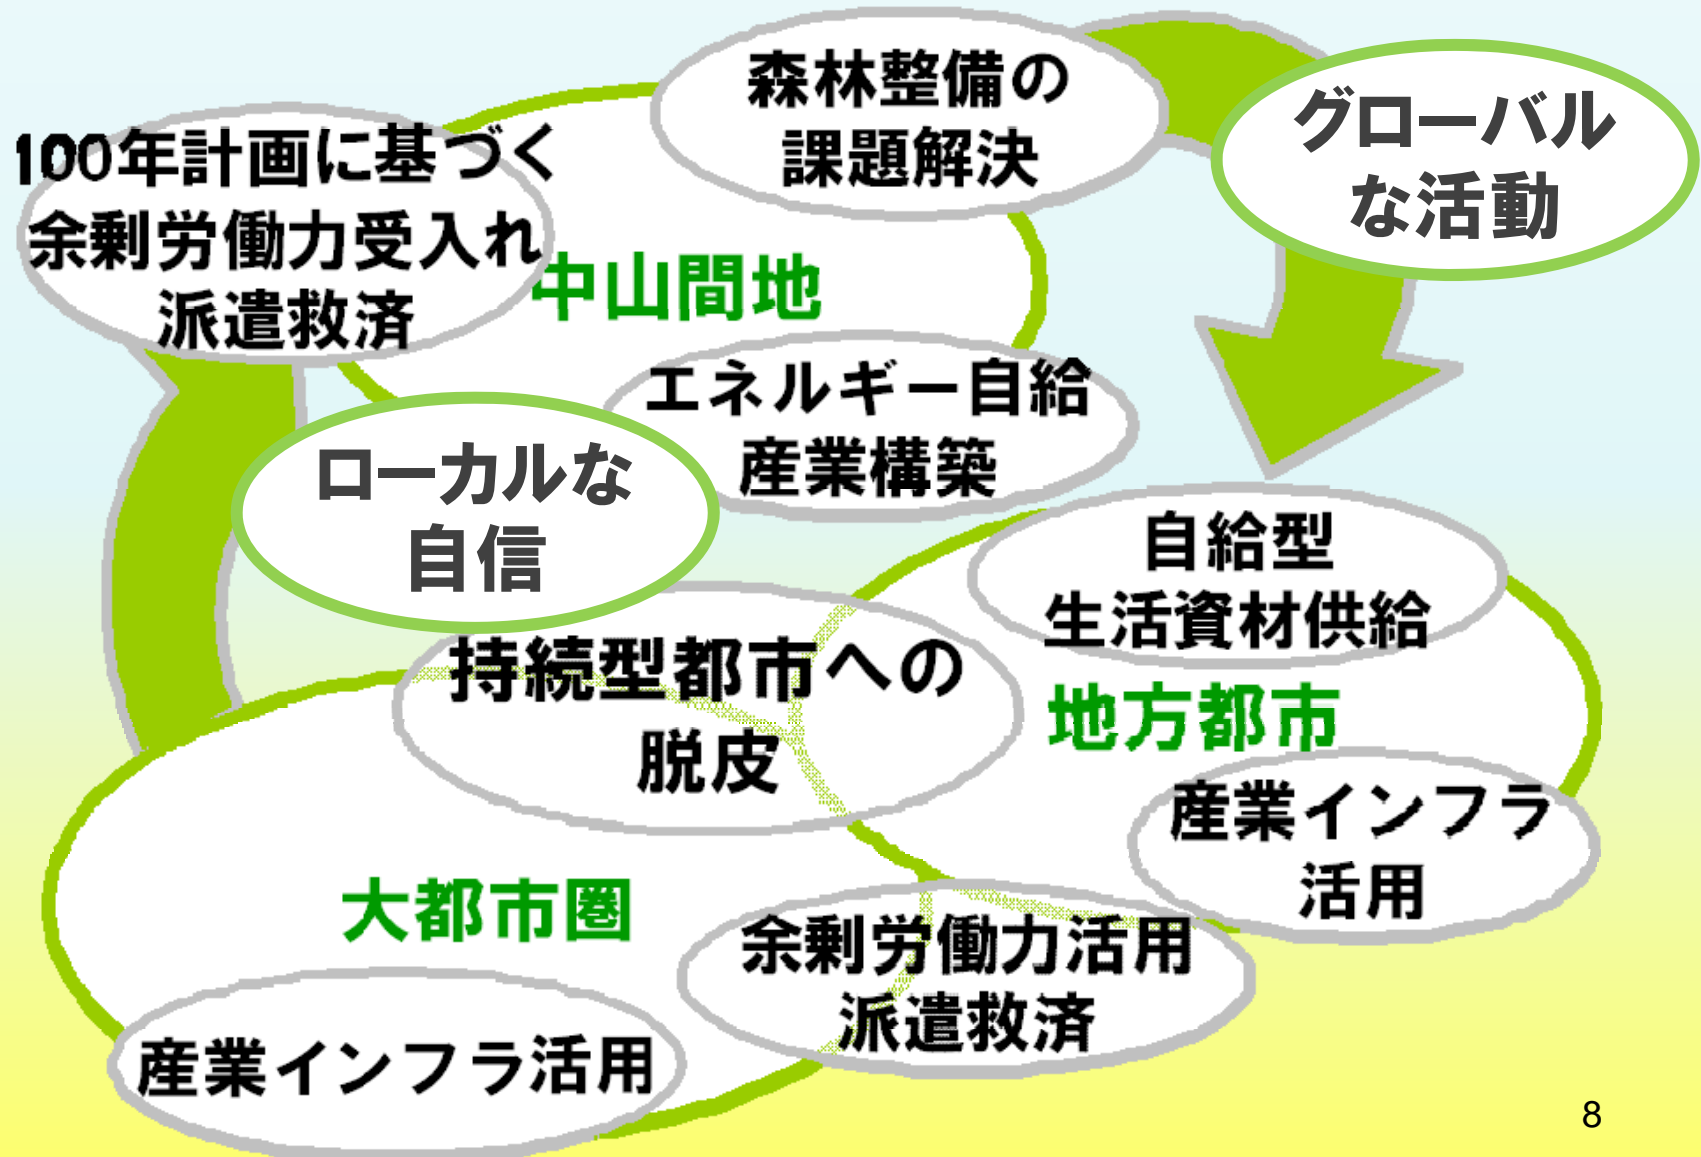 森林整備の
課題解決
グローバル
な活動
100年計画に基づく
余剰労働力受入れ
派遣救済
中山間地
エネルギー自給
産業構築
ローカルな
自信
自給型
生活資材供給
持続型都市への
脱皮
地方都市
産業インフラ
活用
大都市圏
余剰労働力活用
派遣救済
産業インフラ活用
8